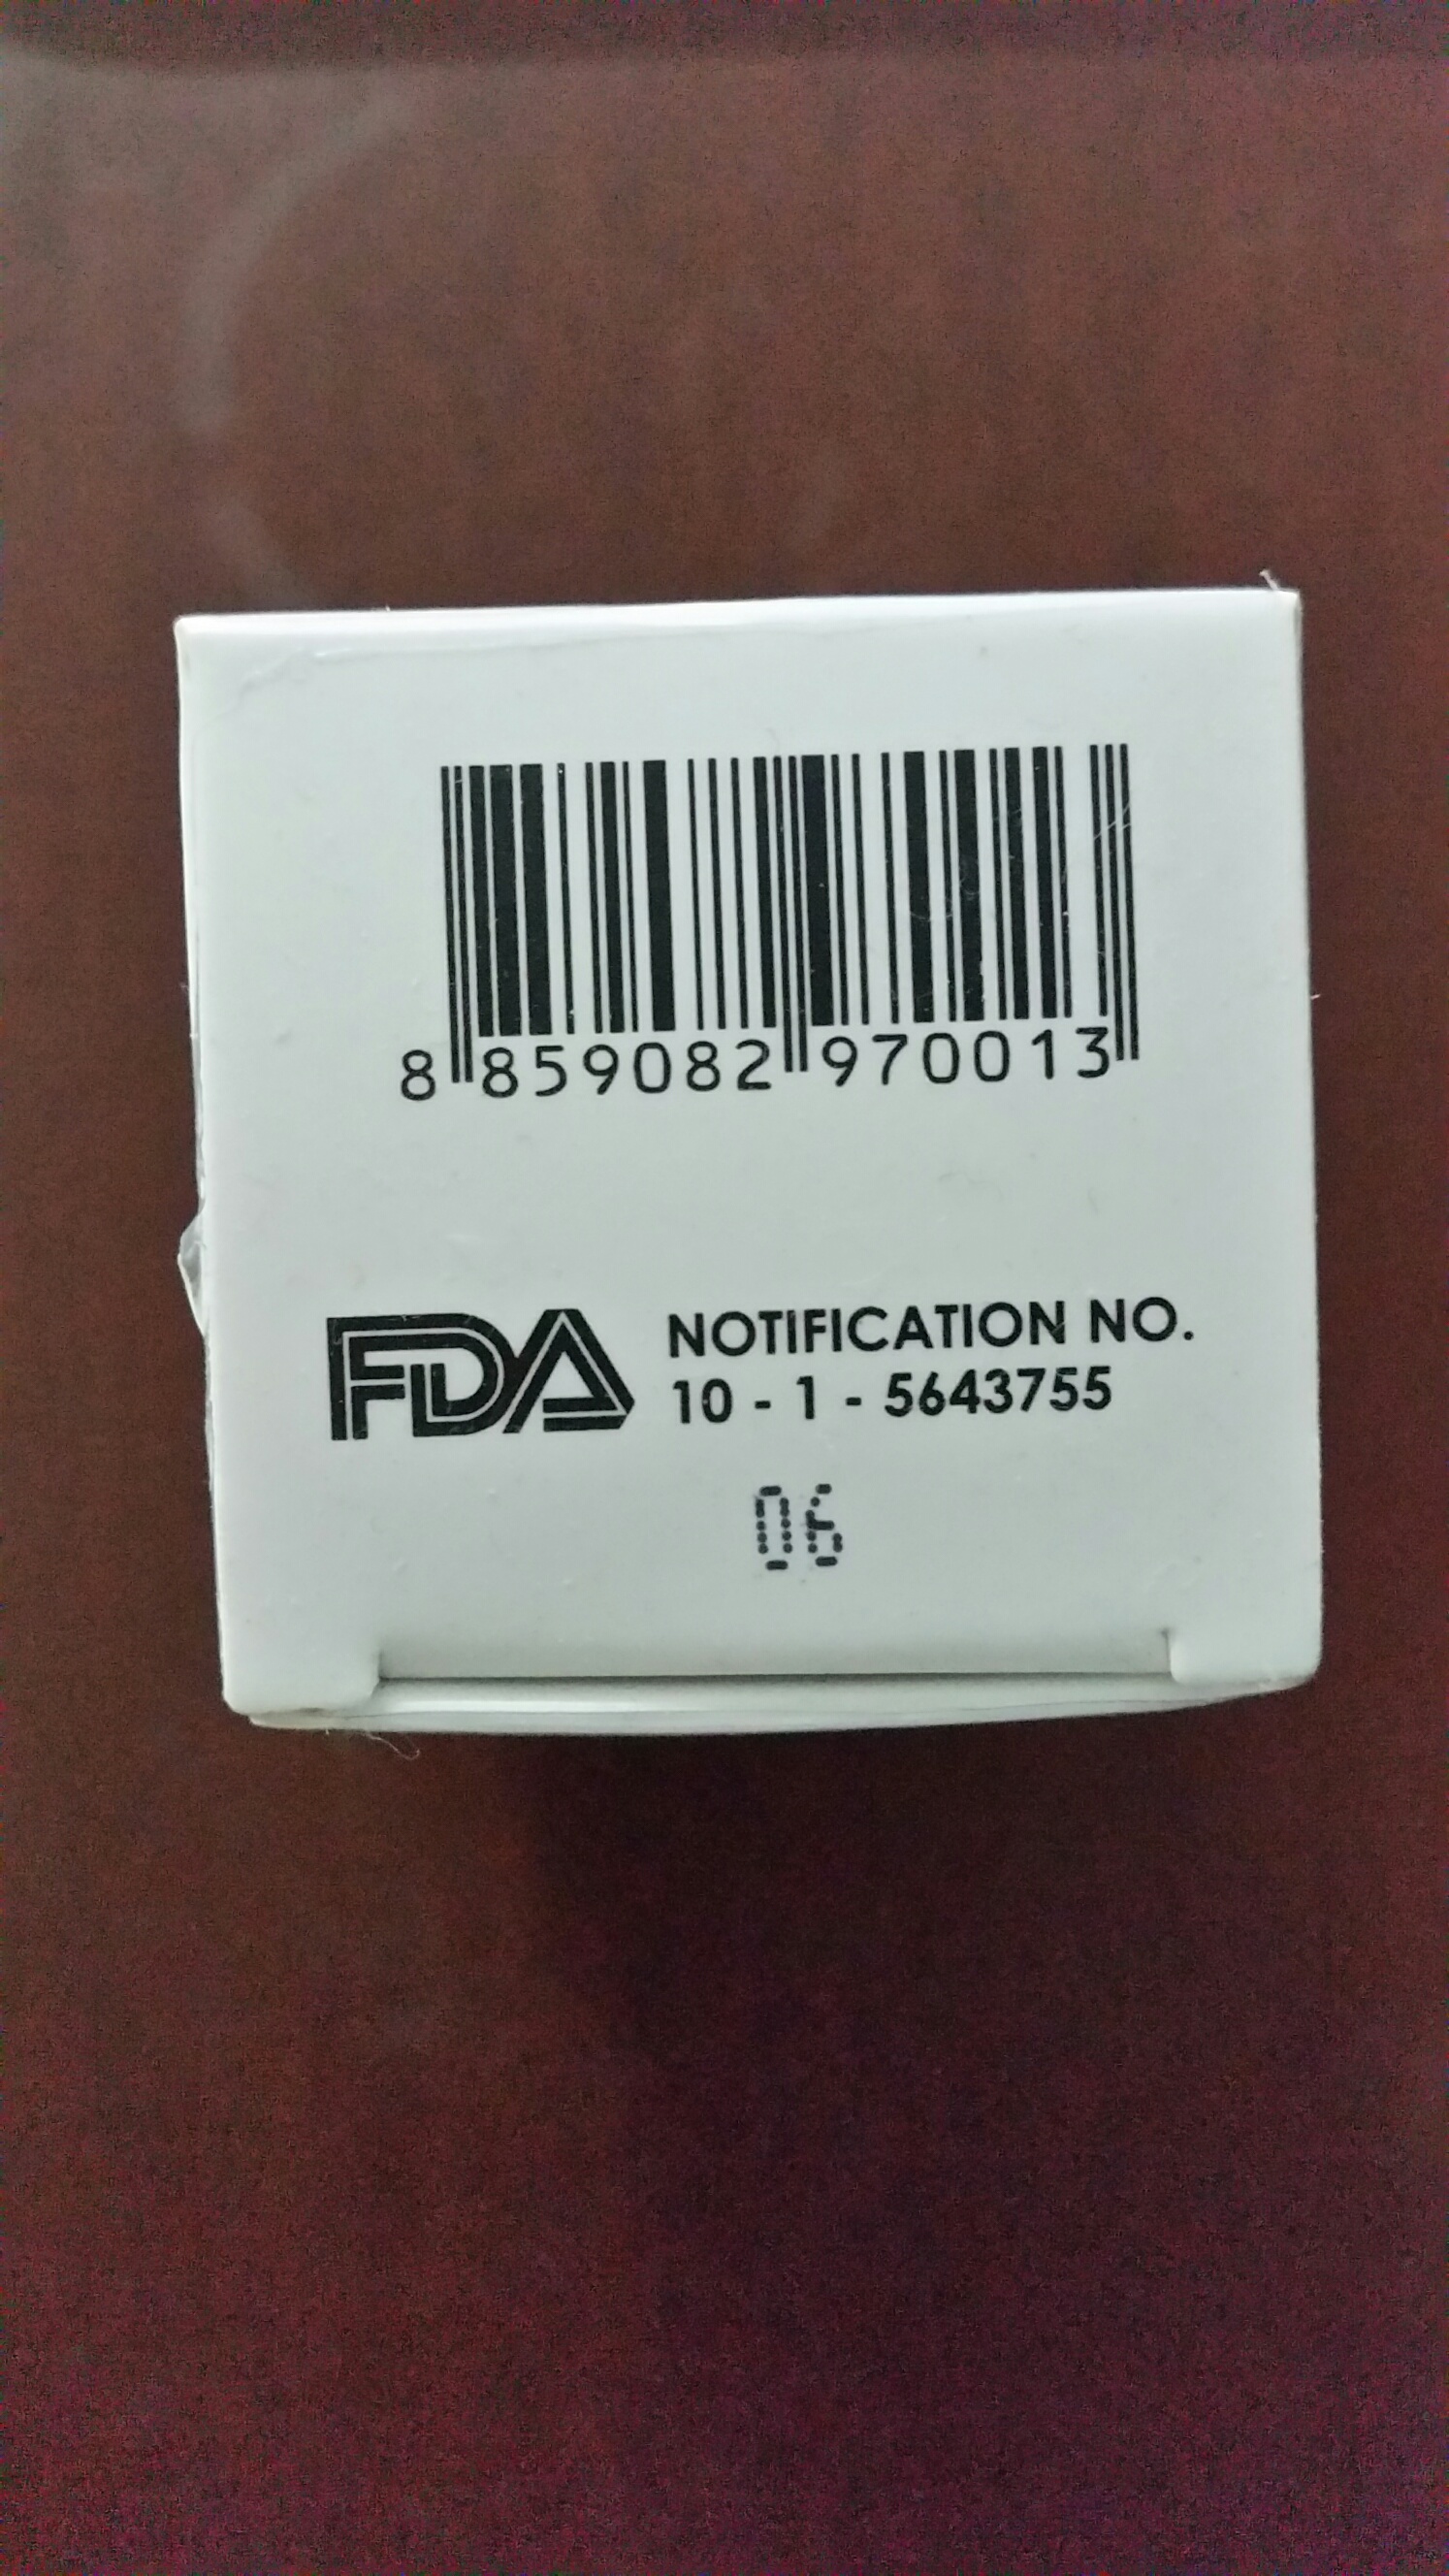 8 859082 970013
FDA NOTIFICATION NO.
10 - 1 - 5643755
06